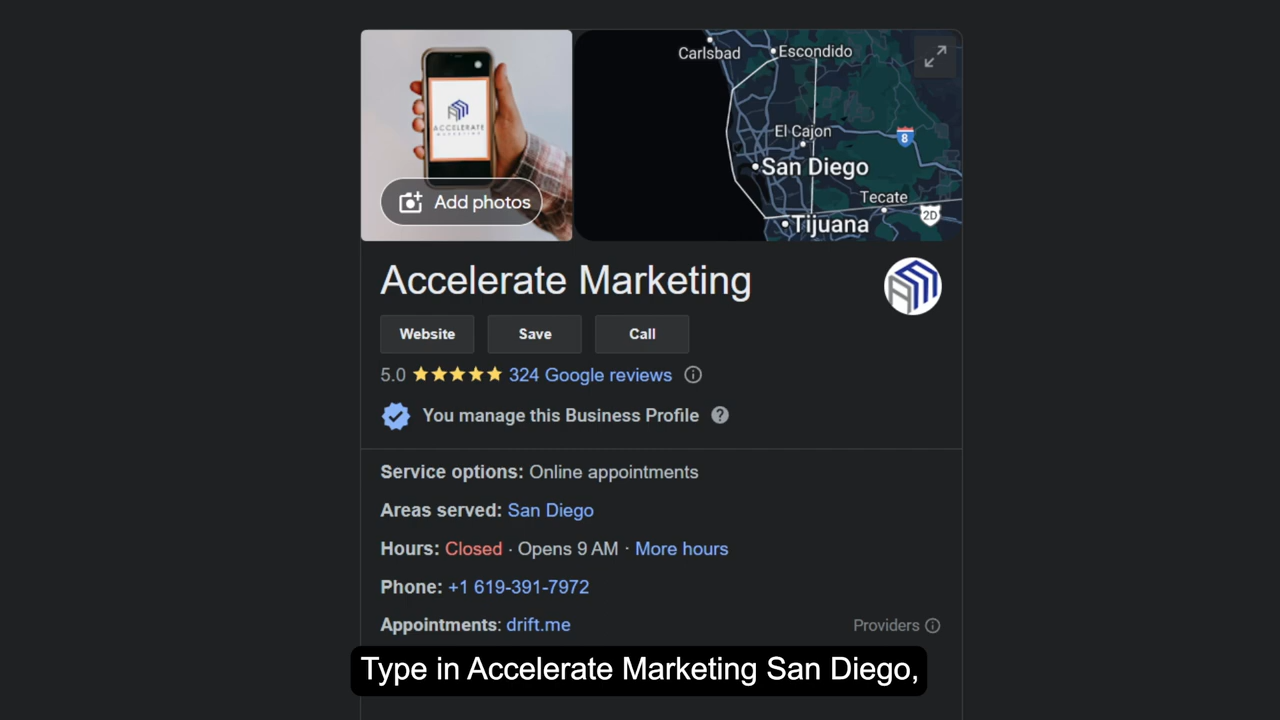 Carlsbad
Escondido
ACCELERATE
MARKETING
El Cajon
8
San Diego
Add photos
Tecate
2D
Tijuana
Accelerate Marketing
Website Save Call
5.0 324 Google reviews
You manage this Business Profile
Service options: Online appointments
Areas served: San Diego
Hours: Closed · Opens 9 AM · More hours
Phone: +1 619-391-7972
Appointments: drift.me Providers
Type in Accelerate Marketing San Diego,